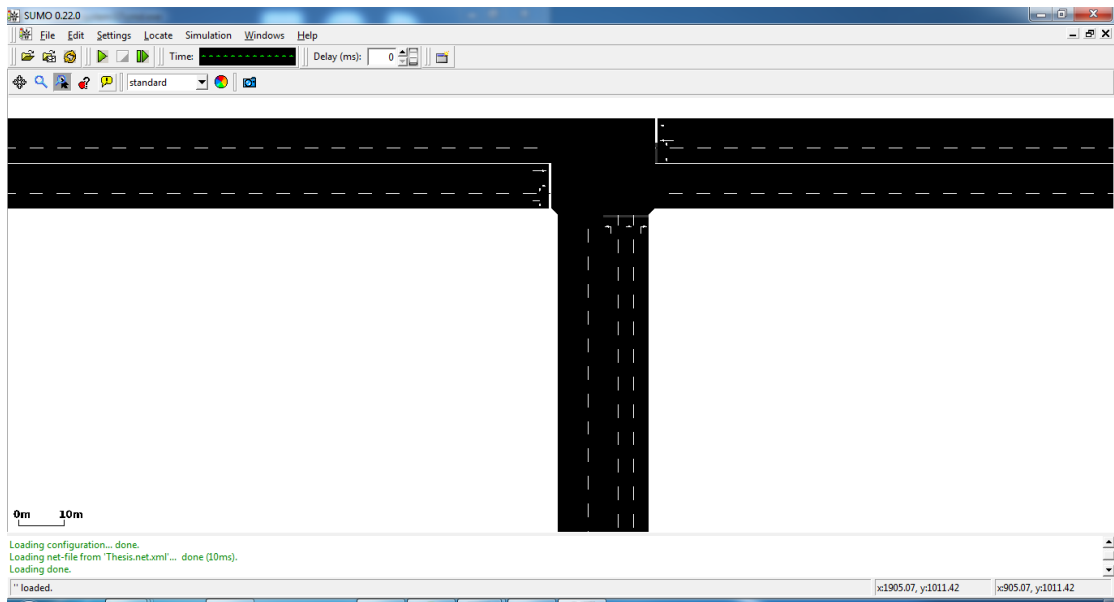 SUMO 0.22.0
File Edit Settings Locate Simulation Windows Help
Time: Delay (ms): 0
standard
0m 10m
Loading configuration... done.
Loading net-file from 'Thesis.net.xml'... done (10ms).
Loading done.
'' loaded. x:1905.07, y:1011.42 x:905.07, y:1011.42